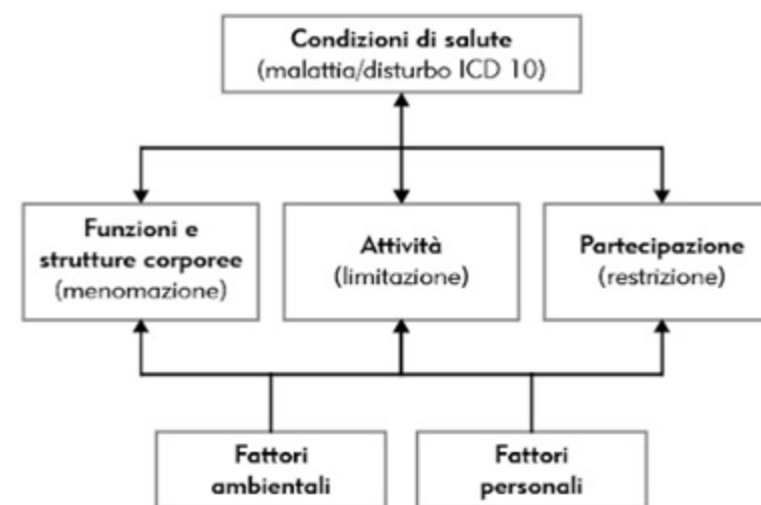 Condizioni di salute
(malattia/disturbo ICD 10)
Funzioni e
strutture corporee
(menomazione)
Attività
(limitazione)
Partecipazione
(restrizione)
Fattori
ambientali
Fattori
personali